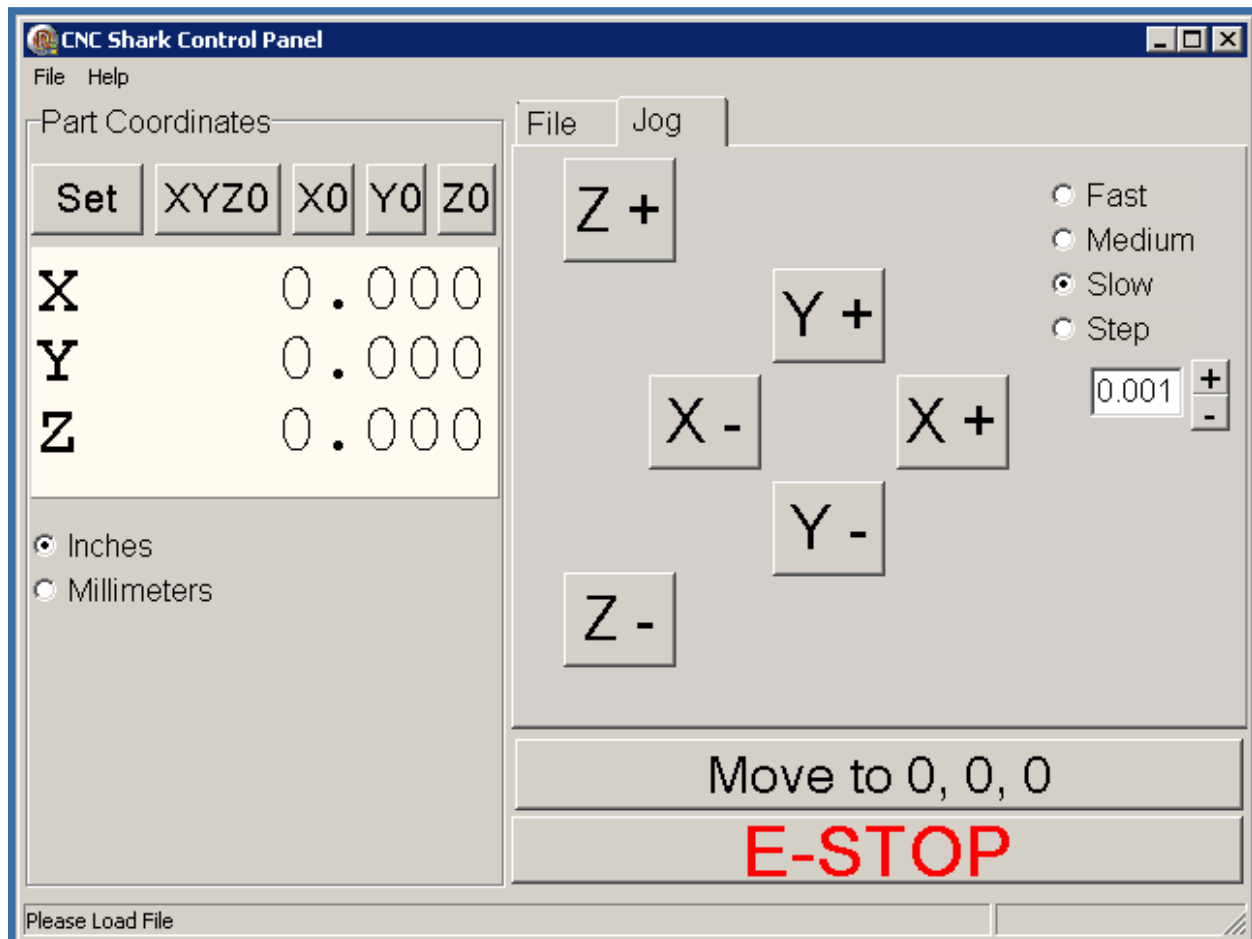 CNC Shark Control Panel
File Help
Part Coordinates
Set XYZ0 X0 Y0 Z0
X 0.000
Y 0.000
Z 0.000
Inches
Millimeters
File Jog
Z +
Y +
X - X +
Y -
Z -
Fast
Medium
Slow
Step
0.001 + -
Move to 0, 0, 0
E-STOP
Please Load File